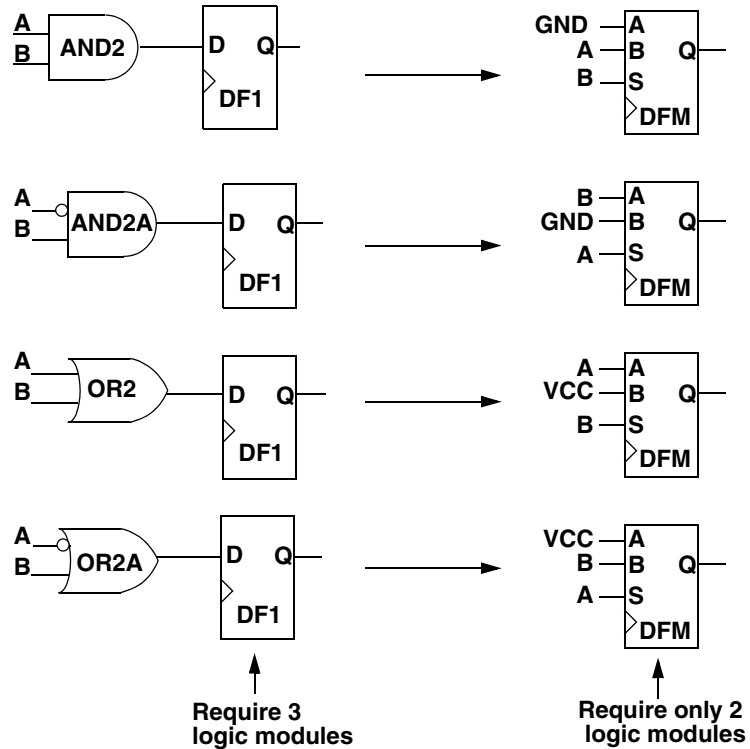 A
B
AND2
D Q
DF1
GND A
A B Q
B S
DFM
A
B
AND2A
D Q
DF1
B A
GND B Q
A S
DFM
A
B
OR2
D Q
DF1
A A
VCC B Q
B S
DFM
A
B
OR2A
D Q
DF1
VCC A
B B Q
A S
DFM
Require 3
logic modules
Require only 2
logic modules